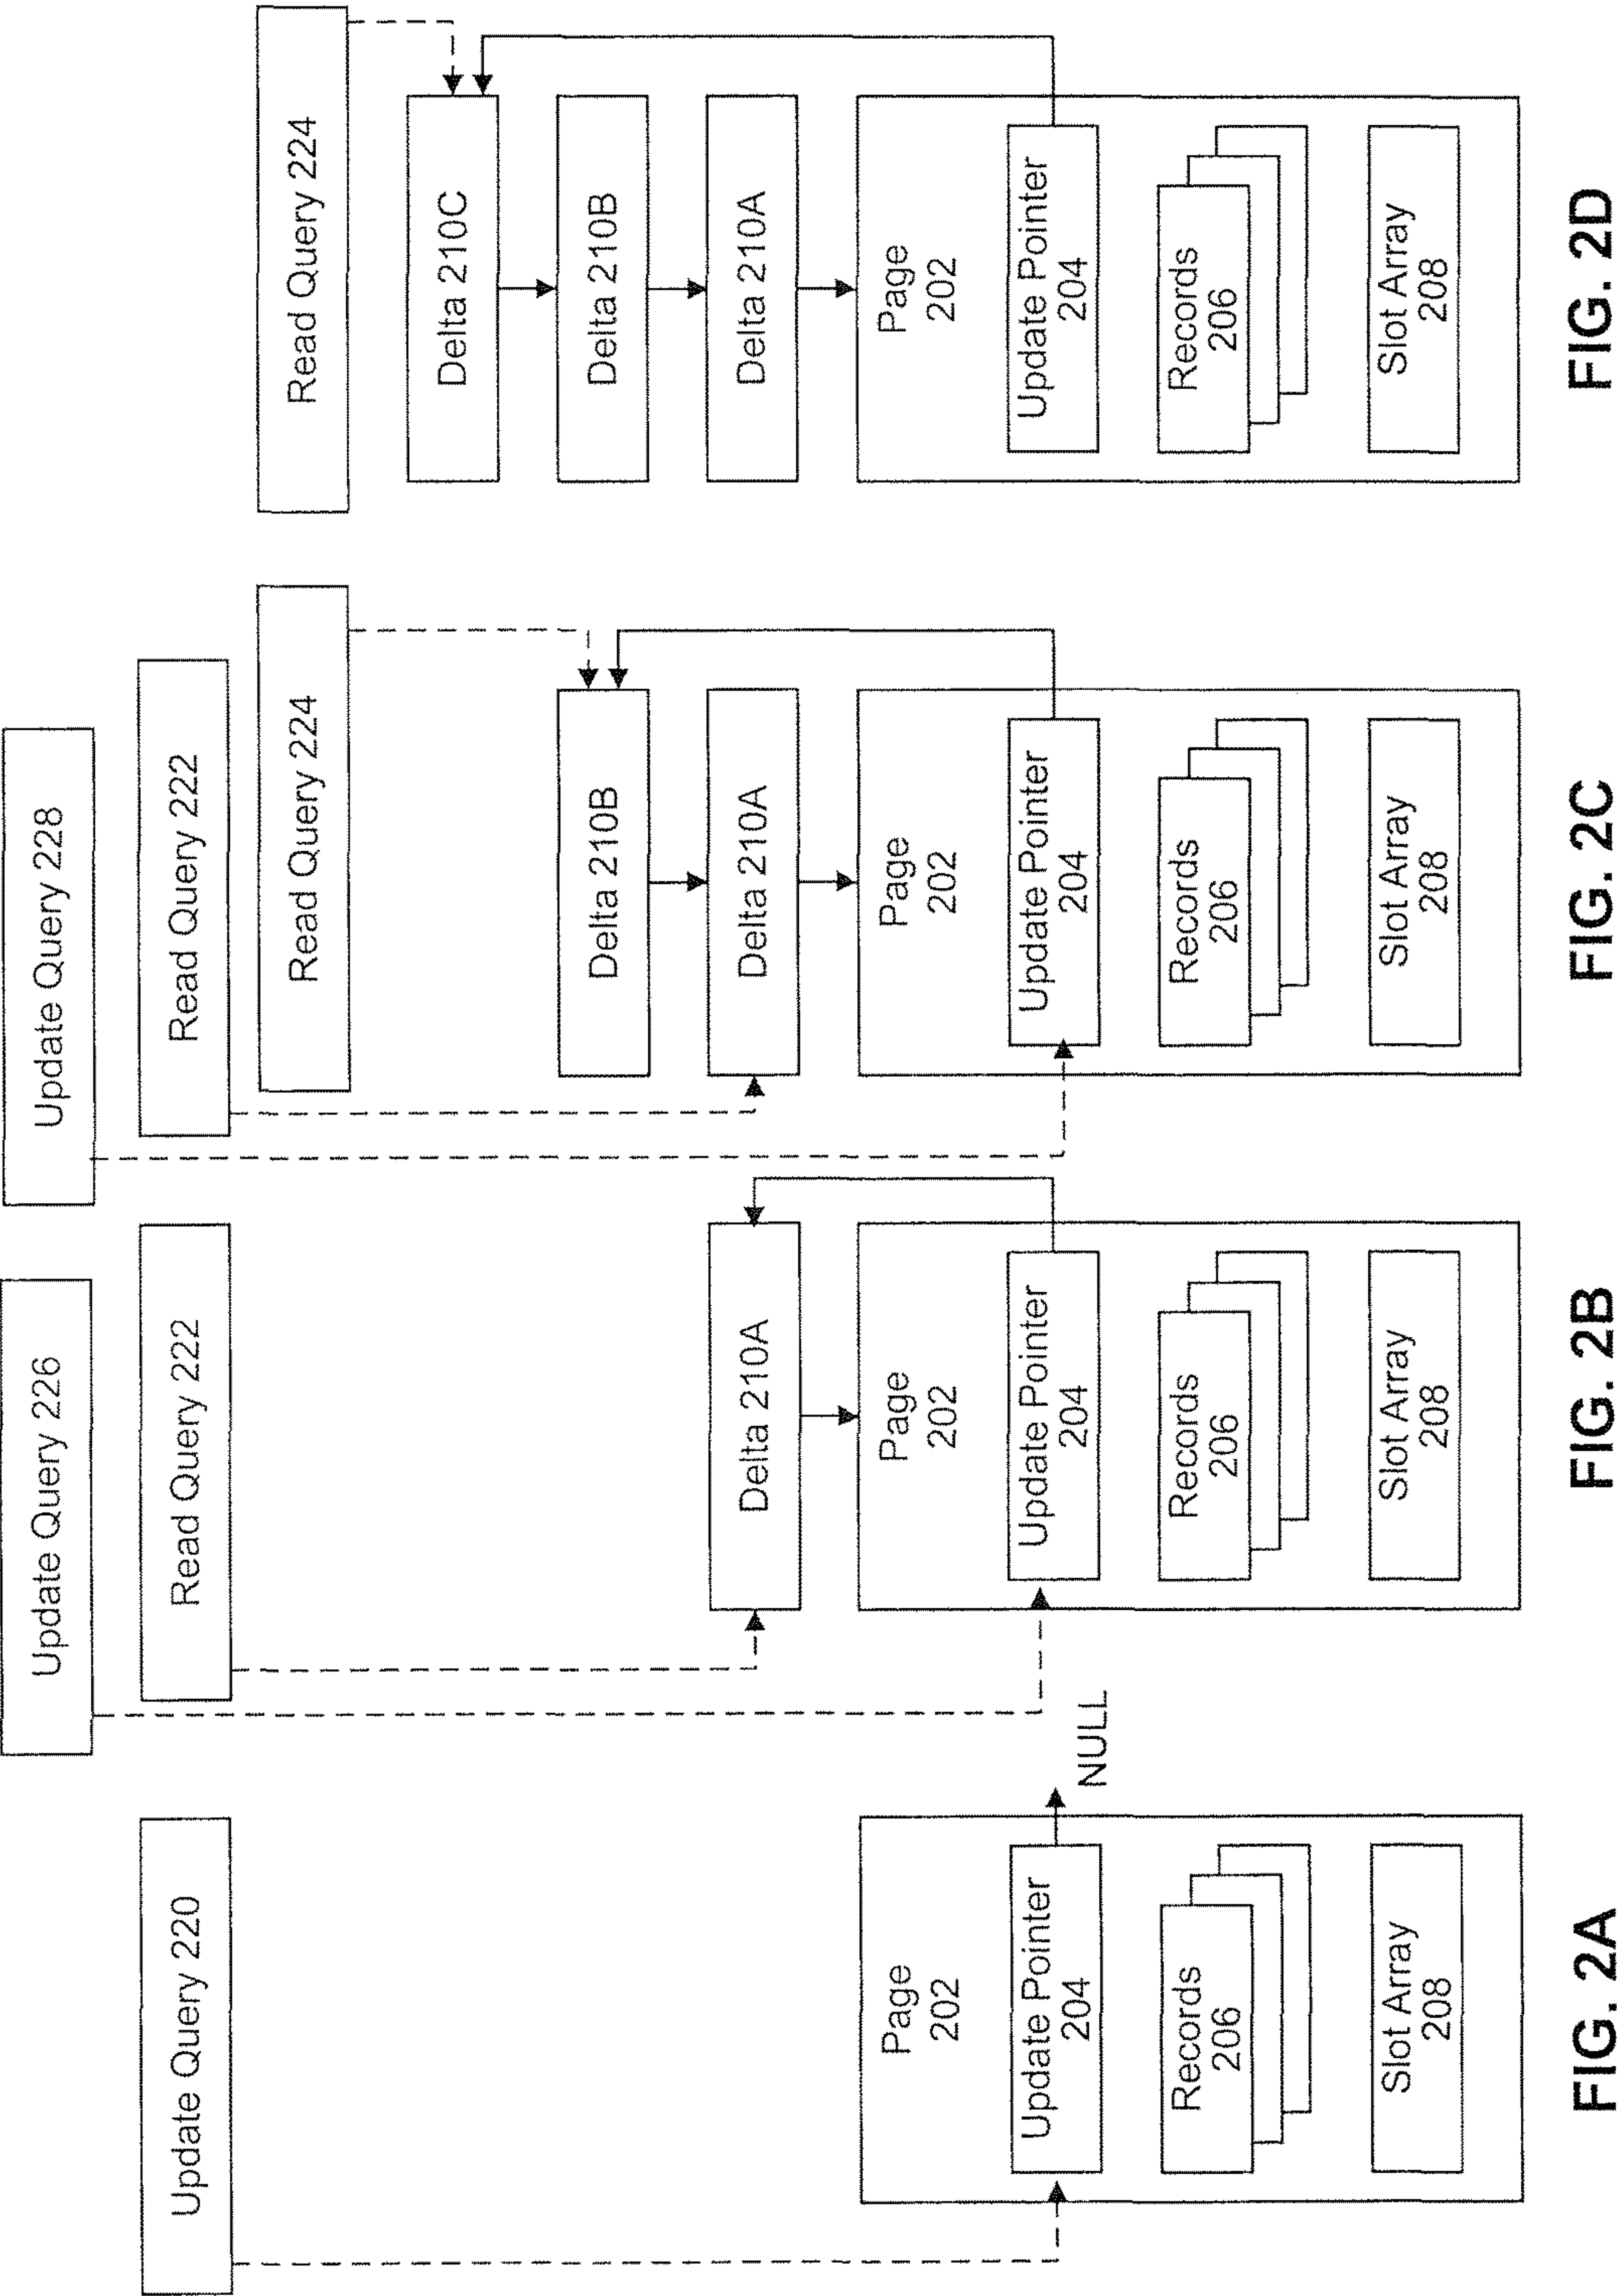 Update Query 220
Page
202
Update Pointer
204
NULL
Records
206
Slot Array
208
FIG. 2A
Update Query 226
Read Query 222
Delta 210A
Page
202
Update Pointer
204
Records
206
Slot Array
208
FIG. 2B
Update Query 228
Read Query 222
Read Query 224
Delta 210B
Delta 210A
Page
202
Update Pointer
204
Records
206
Slot Array
208
FIG. 2C
Read Query 224
Delta 210C
Delta 210B
Delta 210A
Page
202
Update Pointer
204
Records
206
Slot Array
208
FIG. 2D